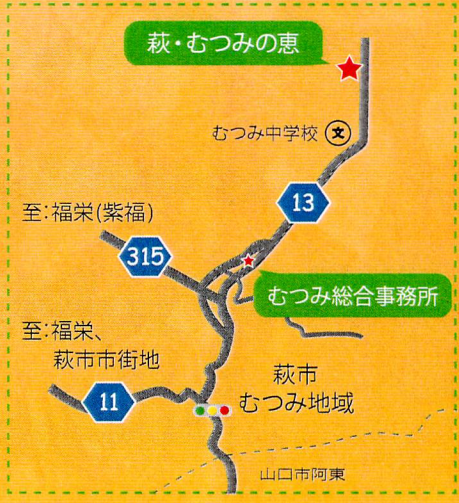 萩・むつみの恵
むつみ中学校 文
13
至:福栄(紫福)
315
むつみ総合事務所
至:福栄、
萩市市街地
11
萩市
むつみ地域
山口市阿東